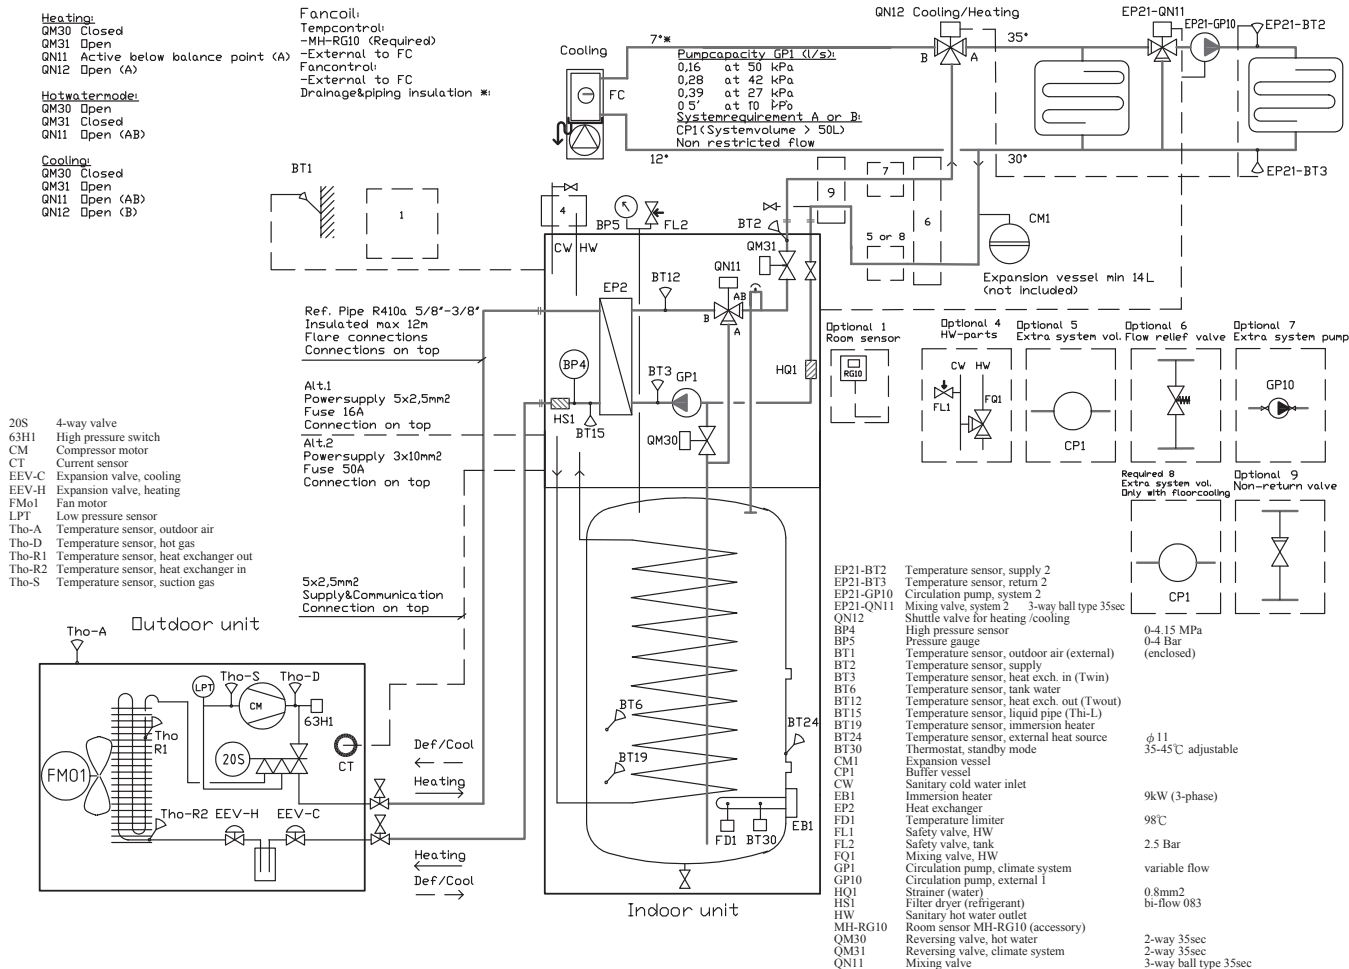 Heating:
QM30 Closed
QM31 Open
QN11 Active below balance point (A)
QN12 Open (A)
Hotwatermode:
QM30 Open
QM31 Closed
QN11 Open (AB)
Cooling:
QM30 Closed
QM31 Open
QN11 (AB)
QN12 Open (B)
Fancoil:
Tempcontrol:
-MH-RG10 (Required)
-External to FC
Fancontrol:
-External to FC
Drainage&piping insulation *:
Cooling
FC
7°*
12°
Pumpcapacity GP1 (l/s):
0,16 at 50 kPa
0,28 at 42 kPa
0,39 at 27 kPa
at 10 kPa
Systemrequirement A or B:
CP1(Systemvolume > 50L)
Non restricted flow
QN12 Cooling/Heating
B
A
35°
30°
EP21-QN11
EP21-GP10
EP21-BT2
EP21-BT3
BT1
1
4
CW HW
BP5
FL2
BT2
9
7
6
5 or 8
CM1
Expansion vessel min 14L
(not included)
QM31
QN11
AB
B
A
BT12
EP2
BP4
BT3
GP1
HQ1
HS1
BT15
QM30
Ref. Pipe R410a 5/8"-3/8"
Insulated max 12m
Flare connections
Connections on top
Alt.1
Powersupply 5x2,5mm2
Fuse 16A
Connection on top
Alt.2
Powersupply 3x10mm2
Fuse 50A
Connection on top
5x2,5mm2
Supply&Communication
Connection on top
Optional 1
Room sensor
RG10
Optional 4
HW-parts
CW HW
FL1
FQ1
Optional 5
Extra system vol.
CP1
Optional 6
Flow relief valve
Optional 7
Extra system pump
GP10
Required 8
Extra system vol.
Only with floorcooling
CP1
Optional 9
Non-return valve
20S 4-way valve
63H1 High pressure switch
CM Compressor motor
CT Current sensor
EEV-C Expansion valve, cooling
EEV-H Expansion valve, heating
FMo1 Fan motor
LPT Low pressure sensor
Tho-A Temperature sensor, outdoor air
Tho-D Temperature sensor, hot gas
Tho-R1 Temperature sensor, heat exchanger out
Tho-R2 Temperature sensor, heat exchanger in
Tho-S Temperature sensor, suction gas
Outdoor unit
Tho-A
LPT
Tho-S
Tho-D
CM
63H1
Tho
R1
20S
FMO1
CT
Tho-R2
EEV-H
EEV-C
Def/Cool
Heating
Heating
Def/Cool
BT6
BT19
BT24
FD1
BT30
EB1
Indoor unit
EP21-BT2 Temperature sensor, supply 2
EP21-BT3 Temperature sensor, return 2
EP21-GP10 Circulation pump, system 2
EP21-QN11 Mixing valve, system 2 3-way ball type 35sec
QN12 Shuttle valve for heating /cooling
BP4 High pressure sensor 0-4.15 MPa
BP5 Pressure gauge 0-4 Bar
BT1 Temperature sensor, outdoor air (external) (enclosed)
BT2 Temperature sensor, supply
BT3 Temperature sensor, heat exch. in (Twin)
BT6 Temperature sensor, tank water
BT12 Temperature sensor, heat exch. out (Twout)
BT15 Temperature sensor, liquid pipe (Thi-L)
BT19 Temperature sensor, immersion heater
BT24 Temperature sensor, external heat source ϕ11
BT30 Thermostat, standby mode 35-45℃ adjustable
CM1 Expansion vessel
CP1 Buffer vessel
CW Sanitary cold water inlet
EB1 Immersion heater 9kW (3-phase)
EP2 Heat exchanger
FD1 Temperature limiter 98℃
FL1 Safety valve, HW
FL2 Safety valve, tank 2.5 Bar
FQ1 Mixing valve, HW
GP1 Circulation pump, climate system variable flow
GP10 Circulation pump, external 1
HQ1 Strainer (water) 0.8mm2
HS1 Filter dryer (refrigerant) bi-flow 083
HW Sanitary hot water outlet
MH-RG10 Room sensor MH-RG10 (accessory)
QM30 Reversing valve, hot water 2-way 35sec
QM31 Reversing valve, climate system 2-way 35sec
QN11 Mixing valve 3-way ball type 35sec